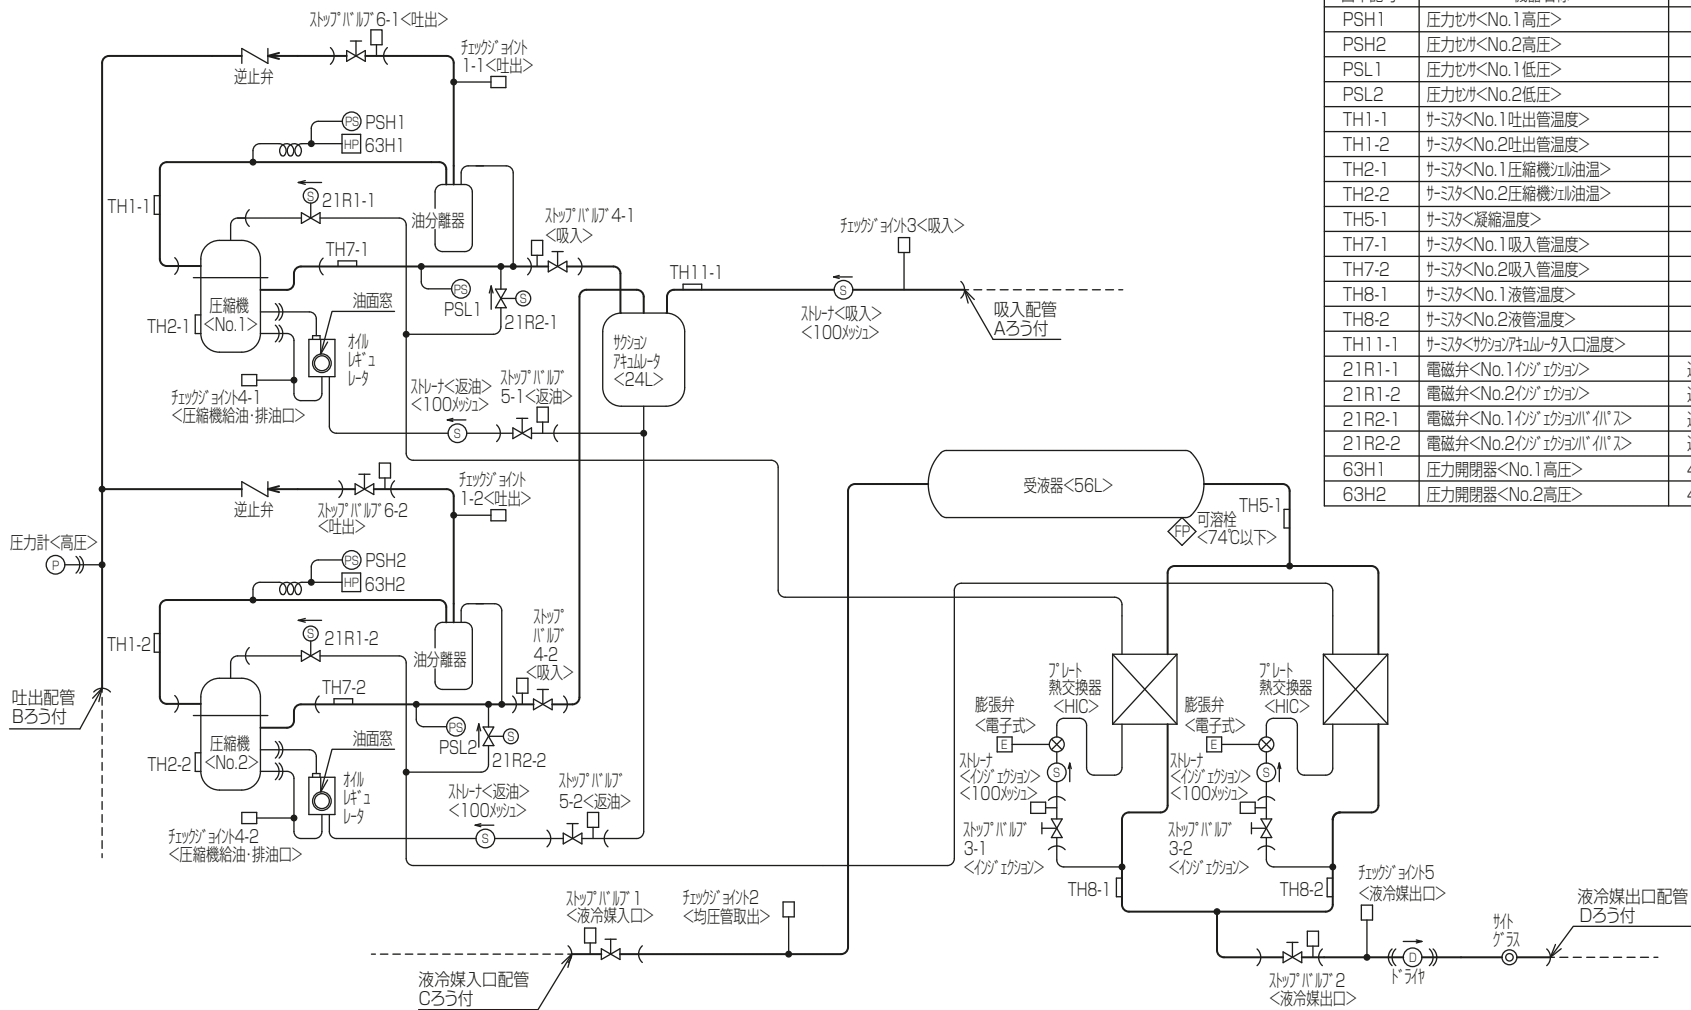 ストップバルブ6-1<吐出>
逆止弁
チェックジョイント
1-1<吐出>
PS
PSH1
HP
63H1
TH1-1
S
21R1-1
油分離器
圧縮機
<No.1>
TH2-1
油面窓
オイル
レギュ
レータ
チェックジョイント4-1
<圧縮機給油・排油口>
TH7-1
PS
PSL1
S
21R2-1
ストップバルブ4-1
<吸入>
ストレーナ<返油>
<100メッシュ>
S
ストップバルブ
5-1<返油>
サクション
アキュムレータ
<24L>
TH11-1
S
ストレーナ<吸入>
<100メッシュ>
チェックジョイント3<吸入>
吸入配管
Aろう付
逆止弁
ストップバルブ6-2
<吐出>
チェックジョイント
1-2<吐出>
圧力計<高圧>
P
PS
PSH2
HP
63H2
TH1-2
S
21R1-2
油分離器
吐出配管
Bろう付
圧縮機
<No.2>
TH2-2
油面窓
オイル
レギュ
レータ
チェックジョイント4-2
<圧縮機給油・排油口>
TH7-2
PS
PSL2
S
21R2-2
ストップ
バルブ
4-2
<吸入>
ストレーナ<返油>
<100メッシュ>
S
ストップバルブ
5-2<返油>
受液器<56L>
FP
可溶栓
<74℃以下>
TH5-1
プレート
熱交換器
<HIC>
膨張弁
<電子式>
E
ストレーナ
<インジェクション>
<100メッシュ>
S
ストップバルブ
3-1
<インジェクション>
TH8-1
プレート
熱交換器
<HIC>
膨張弁
<電子式>
E
ストレーナ
<インジェクション>
<100メッシュ>
S
ストップバルブ
3-2
<インジェクション>
TH8-2
ストップバルブ1
<液冷媒入口>
チェックジョイント2
<均圧管取出>
液冷媒入口配管
Cろう付
ストップバルブ2
<液冷媒出口>
チェックジョイント5
<液冷媒出口>
D
ドライヤ
サイト
グラス
液冷媒出口配管
Dろう付
PSH1 圧力センサ<No.1高圧>
PSH2 圧力センサ<No.2高圧>
PSL1 圧力センサ<No.1低圧>
PSL2 圧力センサ<No.2低圧>
TH1-1 サーミスタ<No.1吐出管温度>
TH1-2 サーミスタ<No.2吐出管温度>
TH2-1 サーミスタ<No.1圧縮機シェル油温>
TH2-2 サーミスタ<No.2圧縮機シェル油温>
TH5-1 サーミスタ<凝縮温度>
TH7-1 サーミスタ<No.1吸入管温度>
TH7-2 サーミスタ<No.2吸入管温度>
TH8-1 サーミスタ<No.1液管温度>
TH8-2 サーミスタ<No.2液管温度>
TH11-1 サーミスタ<サクションアキュムレータ入口温度>
21R1-1 電磁弁<No.1インジェクション>
21R1-2 電磁弁<No.2インジェクション>
21R2-1 電磁弁<No.1インジェクションバイパス>
21R2-2 電磁弁<No.2インジェクションバイパス>
63H1 圧力開閉器<No.1高圧>
63H2 圧力開閉器<No.2高圧>